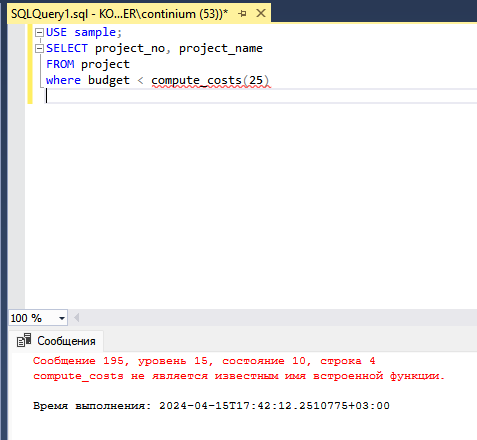 SQLQuery1.sql - KO...ER\continium (53))*
USE sample;
SELECT project_no, project_name
FROM project
where budget < compute_costs(25)
100 %
Сообщения
Сообщение 195, уровень 15, состояние 10, строка 4
compute_costs не является известным имя встроенной функции.
Время выполнения: 2024-04-15T17:42:12.2510775+03:00